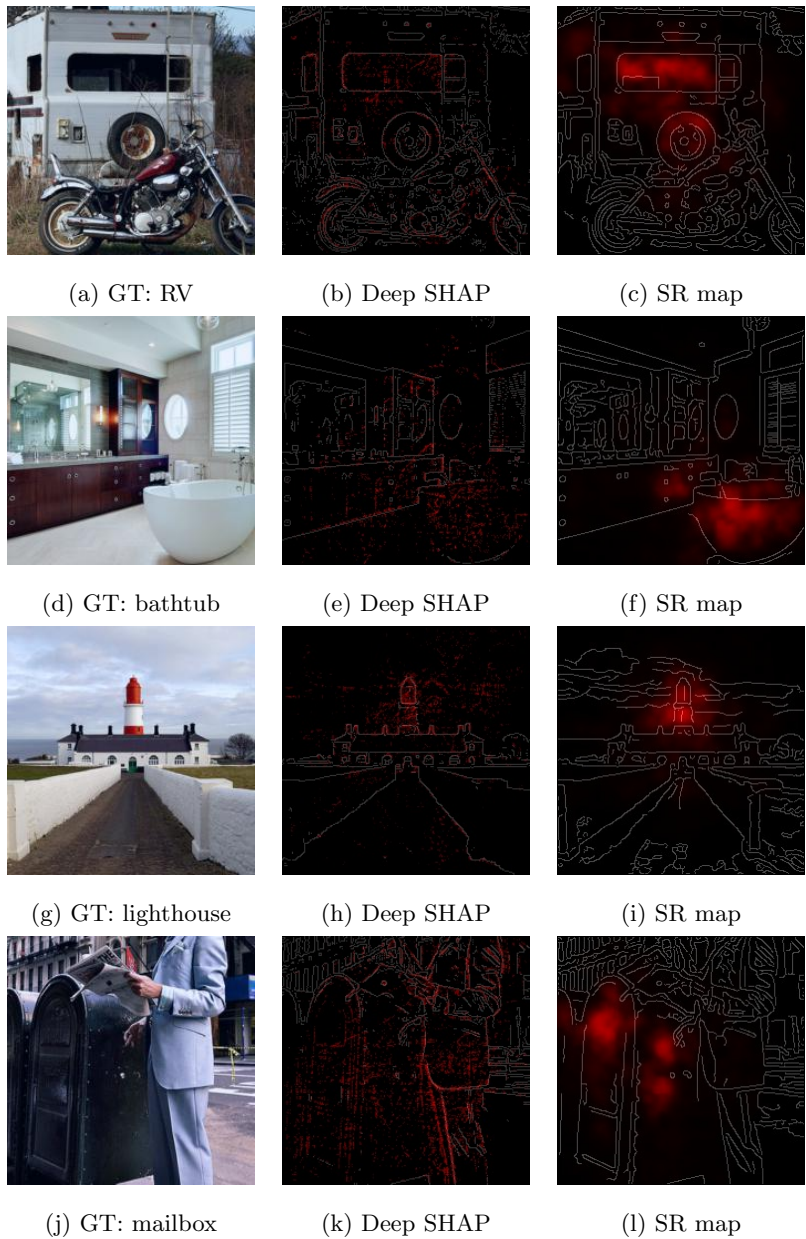 (a) GT: RV
(b) Deep SHAP
(c) SR map
(d) GT: bathtub
(e) Deep SHAP
(f) SR map
(g) GT: lighthouse
(h) Deep SHAP
(i) SR map
(j) GT: mailbox
(k) Deep SHAP
(l) SR map